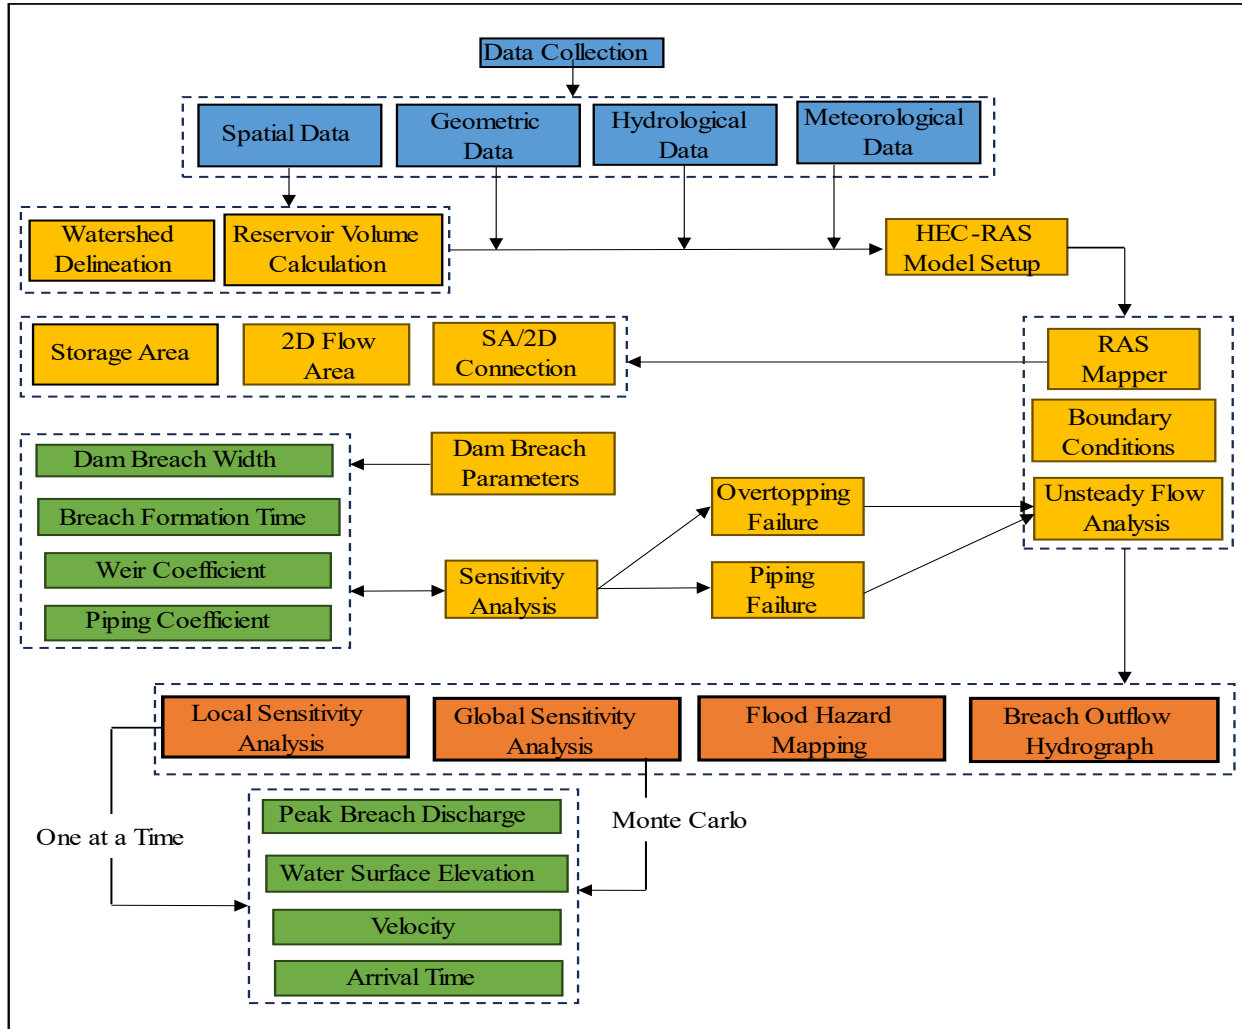 Data Collection
Spatial Data
Geometric
Data
Hydrological
Data
Meteorological
Data
Watershed
Delineation
Reservoir Volume
Calculation
HEC-RAS
Model Setup
Storage Area
2D Flow
Area
SA/2D
Connection
RAS
Mapper
Boundary
Conditions
Unsteady Flow
Analysis
Dam Breach Width
Breach Formation Time
Weir Coefficient
Piping Coefficient
Dam Breach
Parameters
Sensitivity
Analysis
Overtopping
Failure
Piping
Failure
Local Sensitivity
Analysis
Global Sensitivity
Analysis
Flood Hazard
Mapping
Breach Outflow
Hydrograph
One at a Time
Monte Carlo
Peak Breach Discharge
Water Surface Elevation
Velocity
Arrival Time